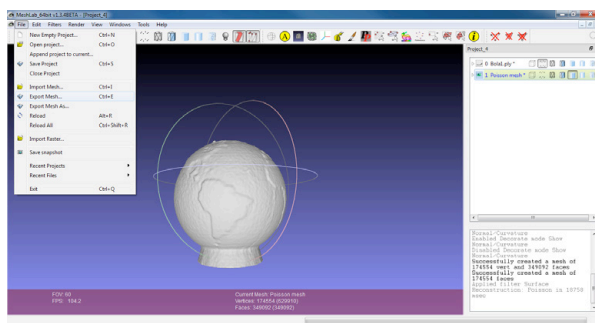 MeshLab_64bit v1.3.4BETA - [Project_4]
File Edit Filters Render View Windows Tools Help
New Empty Project... Ctrl+N
Open project... Ctrl+O
Append project to current...
Save Project Ctrl+S
Close Project
Import Mesh... Ctrl+I
Export Mesh... Ctrl+E
Export Mesh As...
Reload Alt+R
Reload All Ctrl+Shift+R
Import Raster...
Save snapshot
Recent Projects
Recent Files
Exit Ctrl+Q
Project_4
0 Bola1.ply *
1 Poisson mesh *
Normal/Curvature
Enabled Decorate mode Show
Normal/Curvature
Disabled Decorate mode Show
Normal/Curvature
Successfully created a mesh of
174554 vert and 349092 faces
Successfully created a mesh of
174554 faces
Applied filter Surface
Reconstruction: Poisson in 10758
msec
FOV: 60
FPS: 104.2
Current Mesh: Poisson mesh
Vertices: 174554 (620010)
Faces: 349092 (349092)